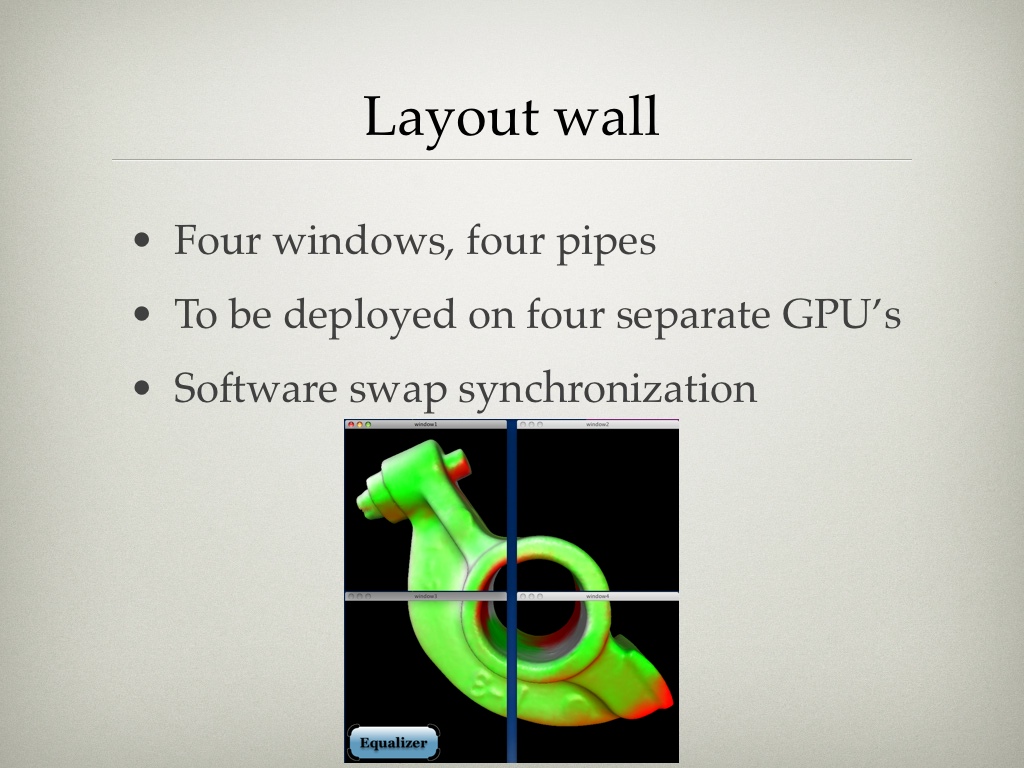 Layout wall
• Four windows, four pipes
• To be deployed on four separate GPU’s
• Software swap synchronization
window1
window2
window3
window4
Equalizer